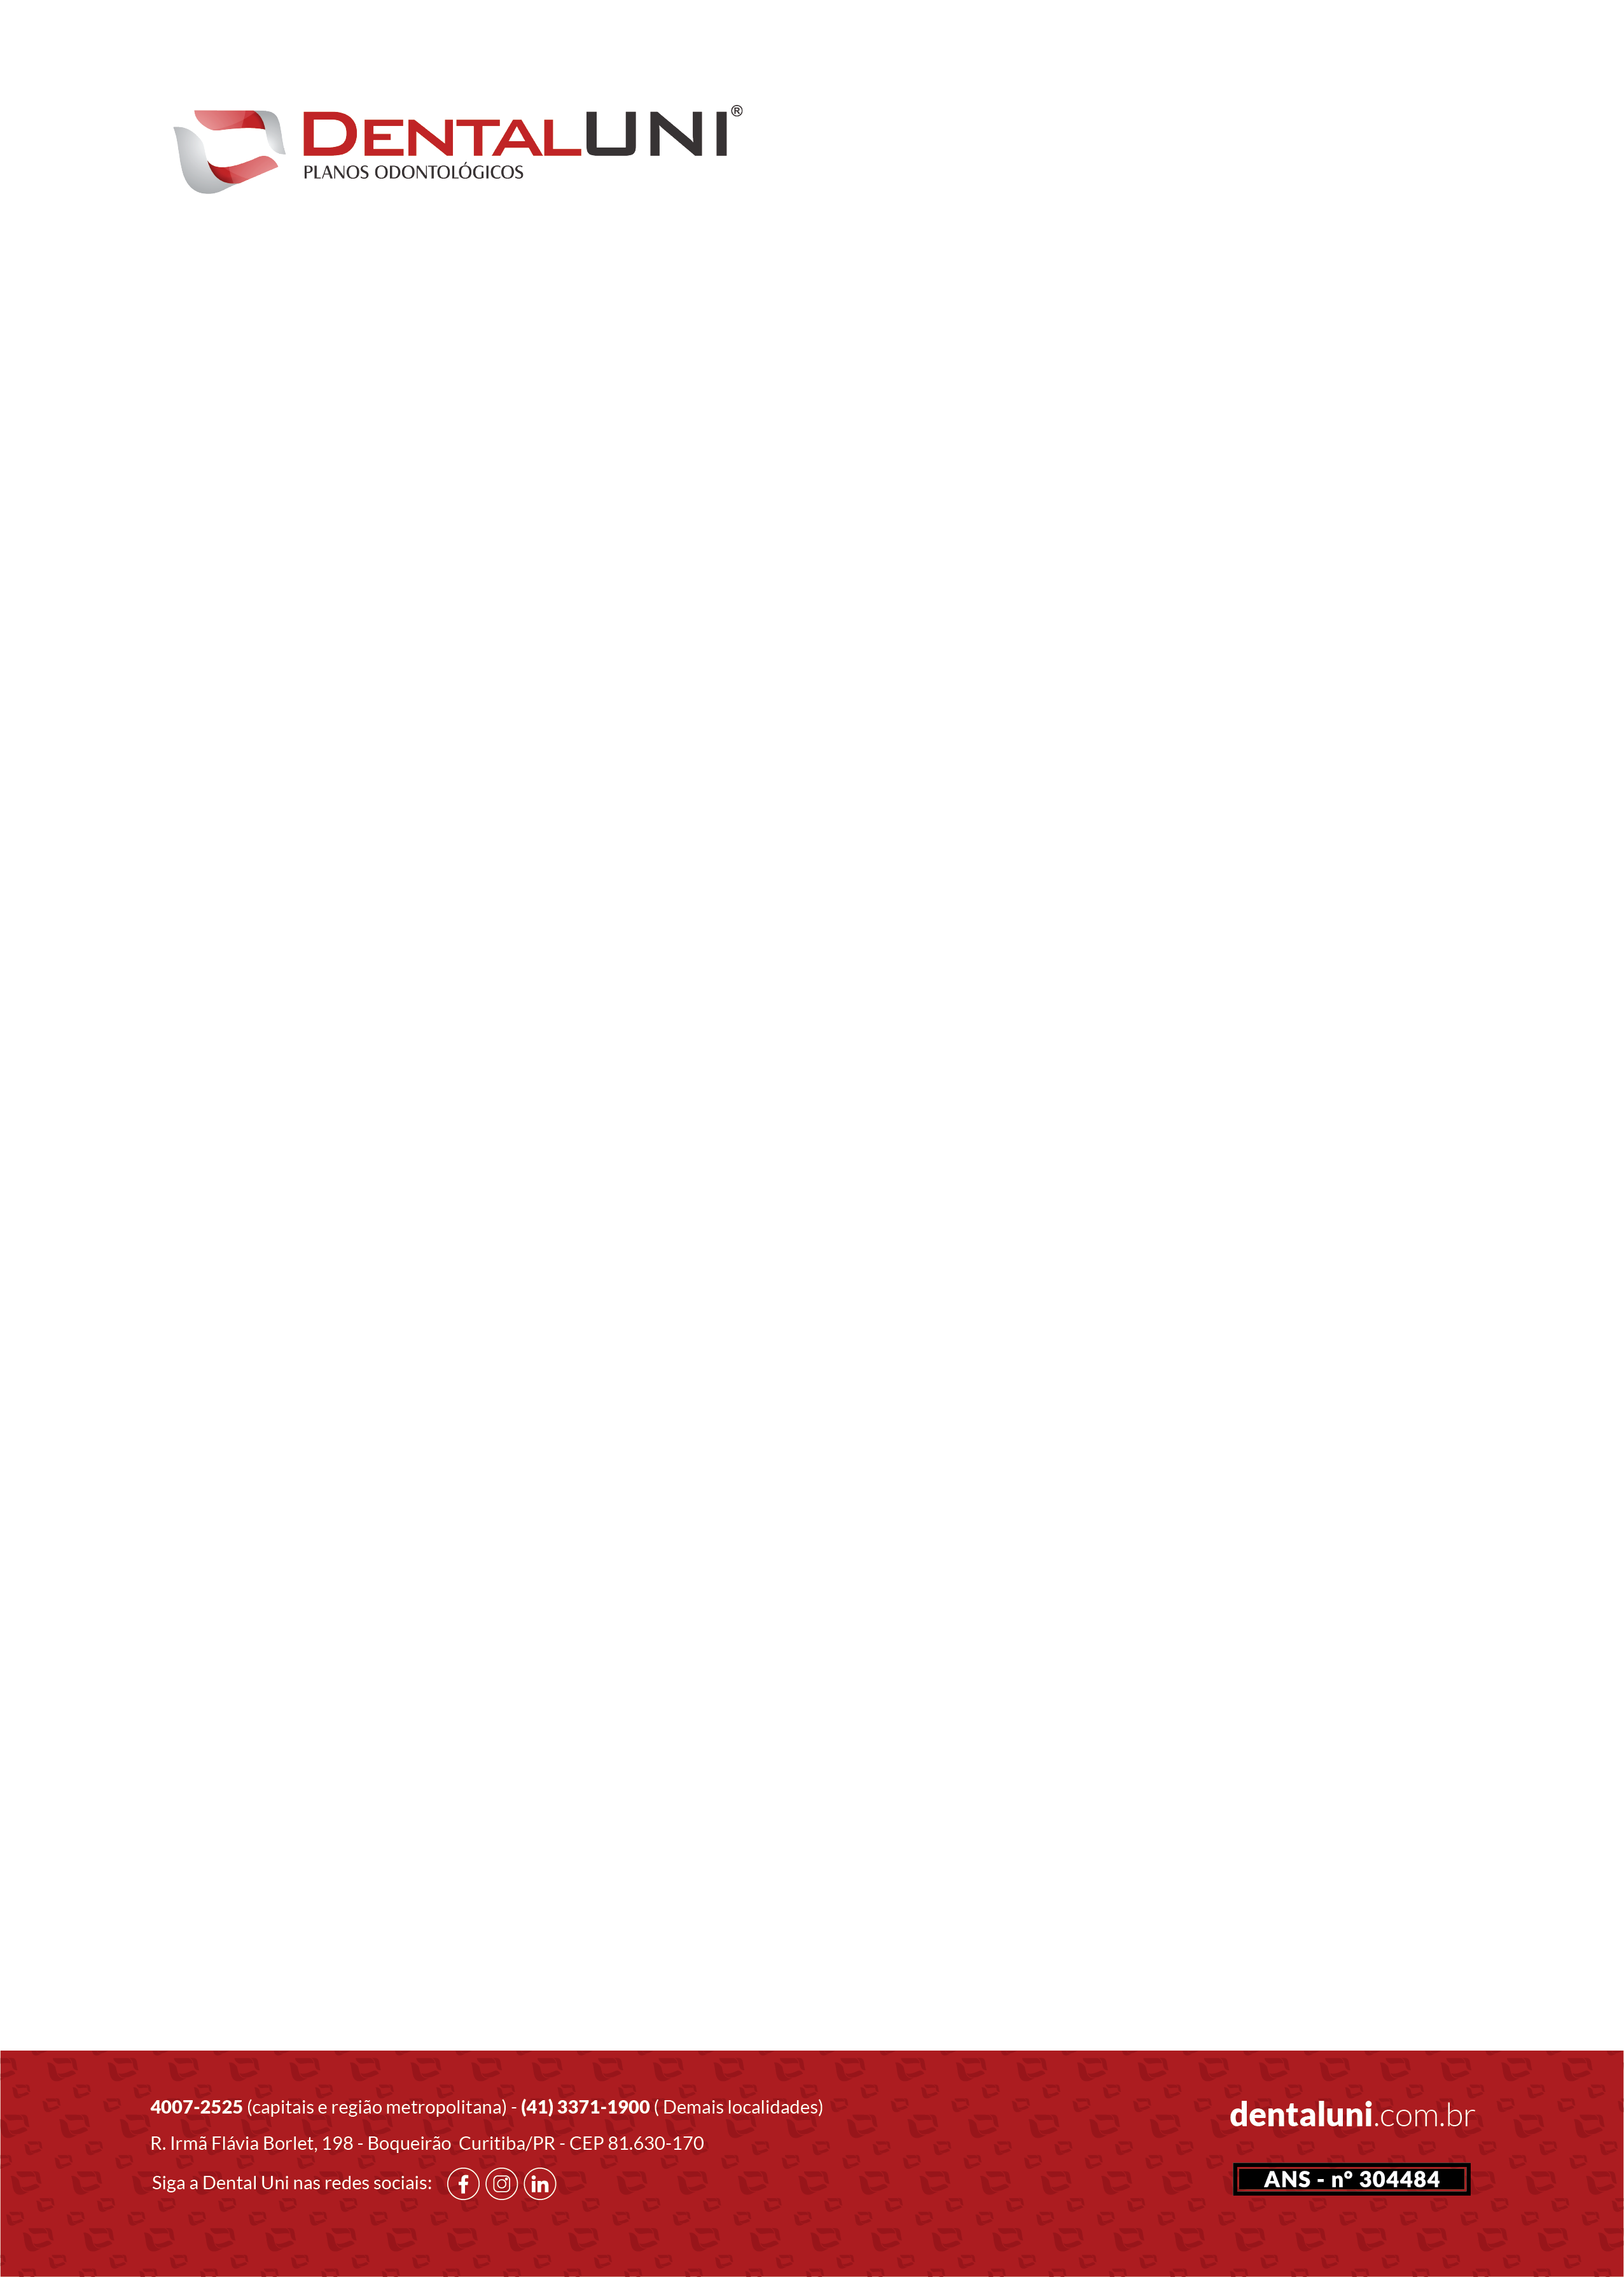 DENTALUNI®
PLANOS ODONTOLÓGICOS
4007-2525 (capitais e região metropolitana) - (41) 3371-1900 ( Demais localidades)
R. Irmã Flávia Borlet, 198 - Boqueirão  Curitiba/PR - CEP 81.630-170
Siga a Dental Uni nas redes sociais:
dentaluni.com.br
ANS - nº 304484